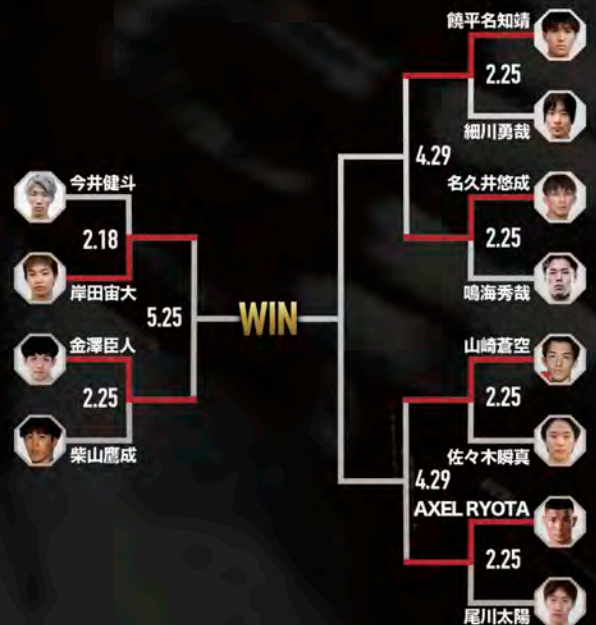 今井健斗
2.18
岸田宙大
5.25
金澤臣人
2.25
柴山鷹成
WIN
饒平名知靖
2.25
細川勇哉
4.29
名久井悠成
2.25
鳴海秀哉
山崎蒼空
2.25
佐々木瞬真
4.29
AXEL RYOTA
2.25
尾川太陽